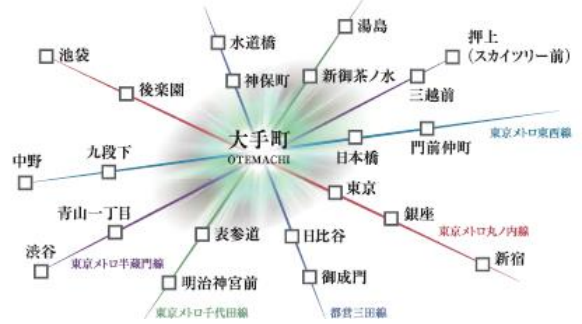 湯島
水道橋
押上
(スカイツリー前)
池袋
神保町
新御茶ノ水
三越前
後楽園
大手町
OTEMACHI
日本橋
門前仲町
東京メトロ東西線
中野
九段下
東京
青山一丁目
銀座
東京メトロ丸ノ内線
表参道
日比谷
渋谷
東京メトロ半蔵門線
新宿
明治神宮前
御成門
東京メトロ千代田線
都営三田線